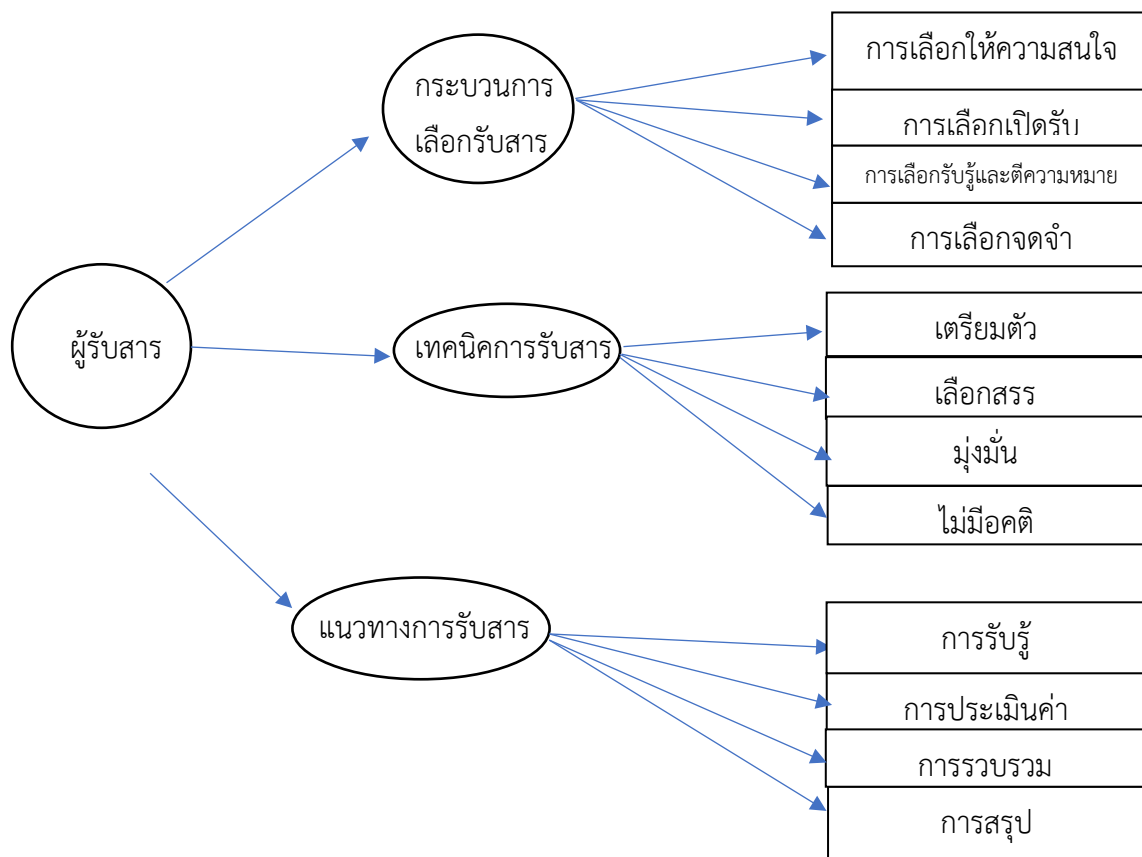 กระบวนการ
เลือกรับสาร
การเลือกให้ความสนใจ
การเลือกเปิดรับ
การเลือกรับรู้และตีความหมาย
การเลือกจดจำ
ผู้รับสาร
เทคนิคการรับสาร
เตรียมตัว
เลือกสรร
มุ่งมั่น
ไม่มีอคติ
แนวทางการรับสาร
การรับรู้
การประเมินค่า
การรวบรวม
การสรุป